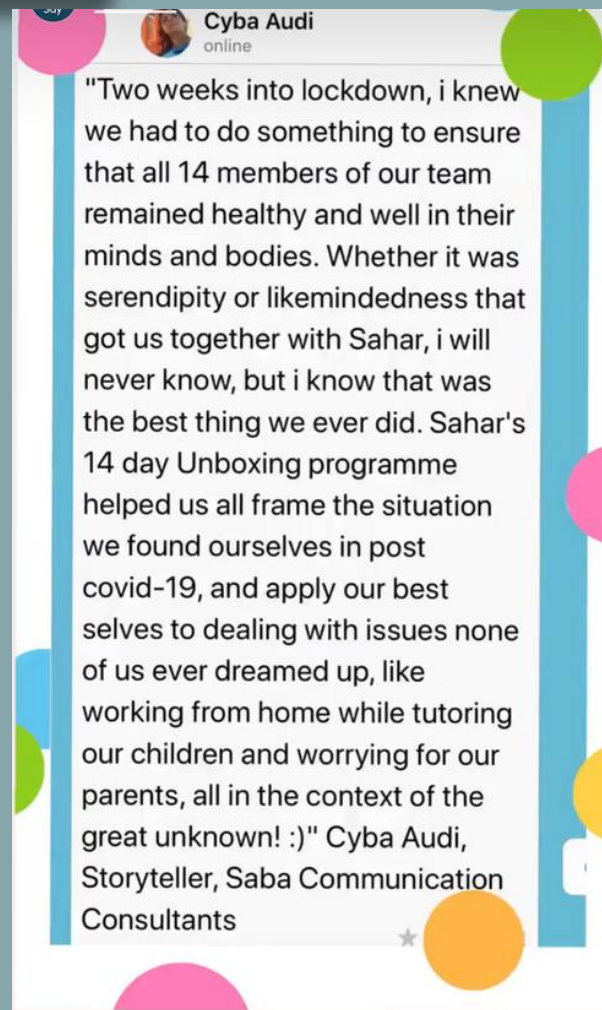 Say
Cyba Audi
online
"Two weeks into lockdown, i knew
we had to do something to ensure
that all 14 members of our team
remained healthy and well in their
minds and bodies. Whether it was
serendipity or likemindedness that
got us together with Sahar, i will
never know, but i know that was
the best thing we ever did. Sahar's
14 day Unboxing programme
helped us all frame the situation
we found ourselves in post
covid-19, and apply our best
selves to dealing with issues none
of us ever dreamed up, like
working from home while tutoring
our children and worrying for our
parents, all in the context of the
great unknown! :)" Cyba Audi,
Storyteller, Saba Communication
Consultants